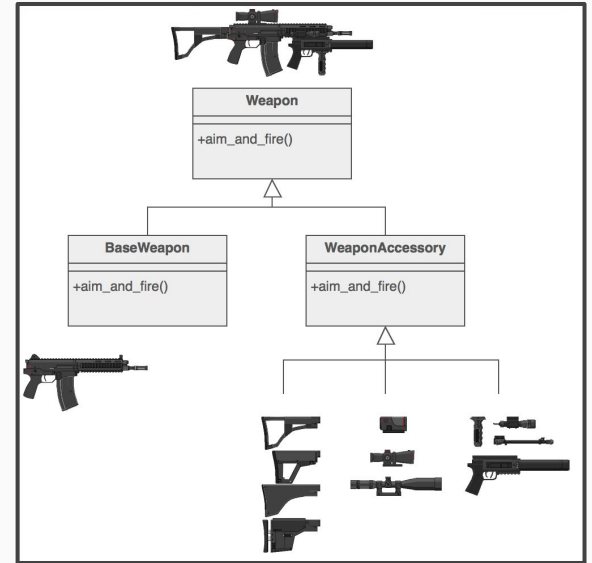 Weapon
+aim_and_fire()
BaseWeapon
+aim_and_fire()
WeaponAccessory
+aim_and_fire()